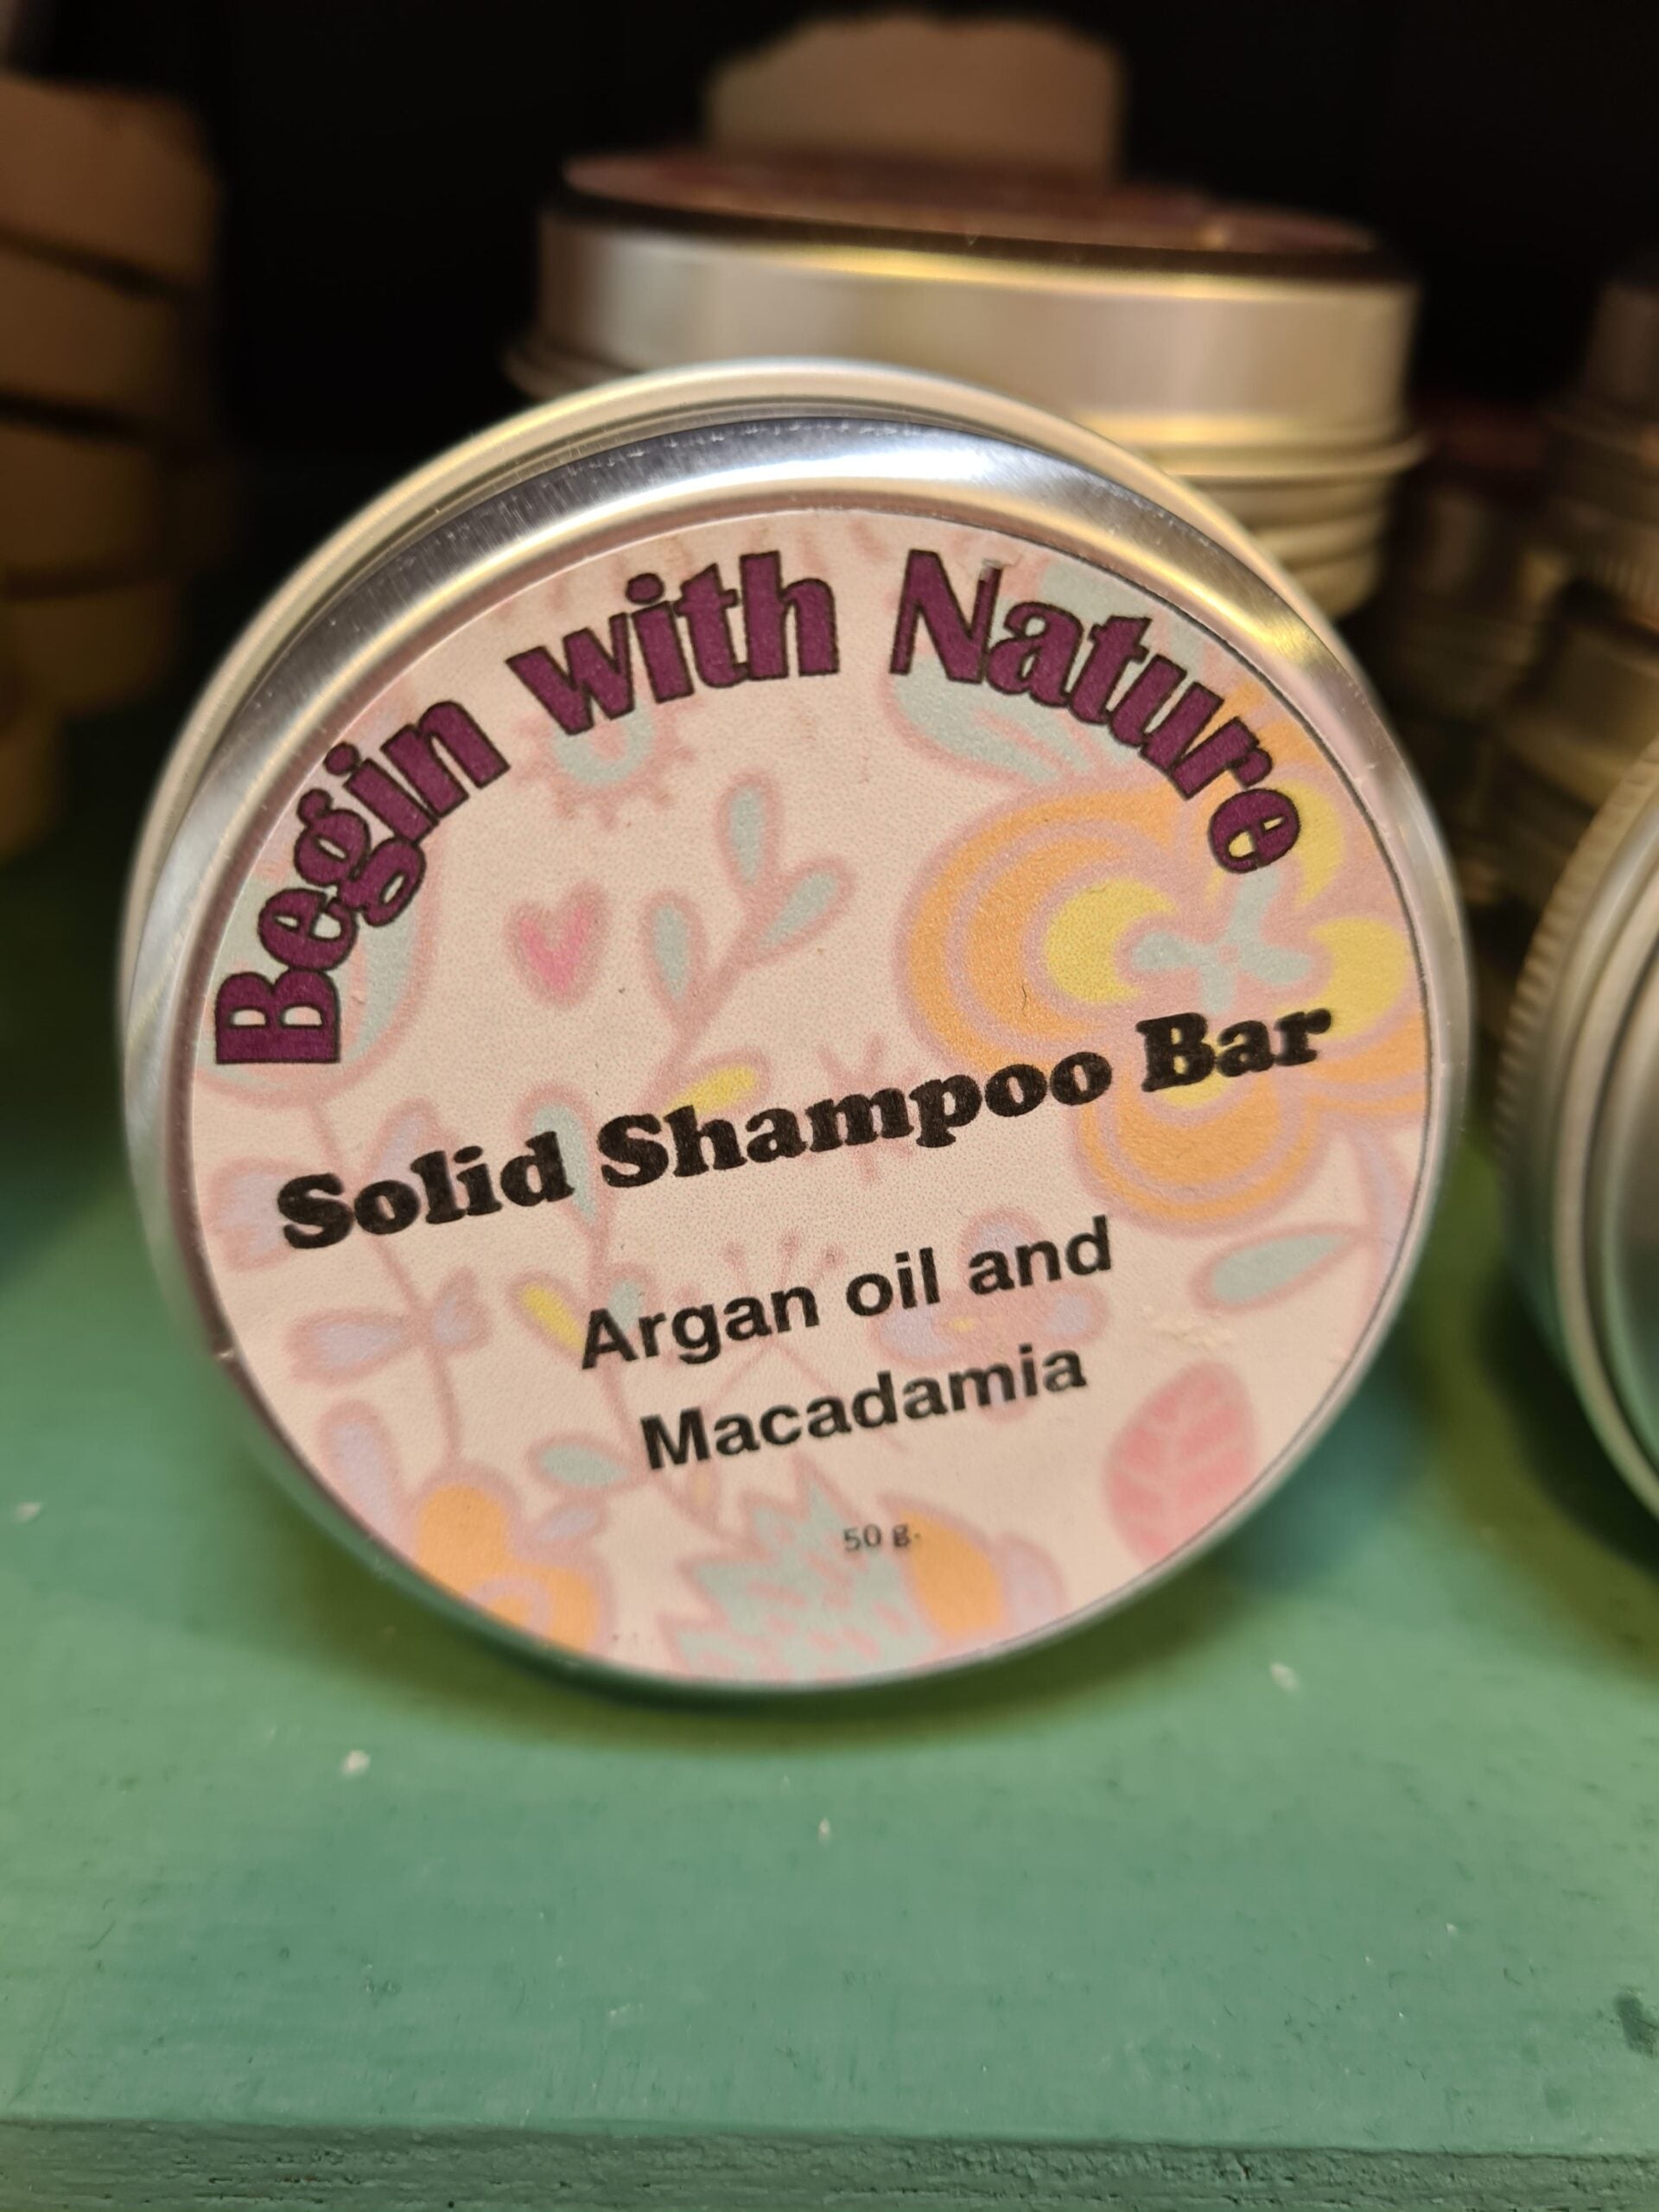 Begin with Nature
Solid Shampoo Bar
Argan oil and
Macadamia
50 g.